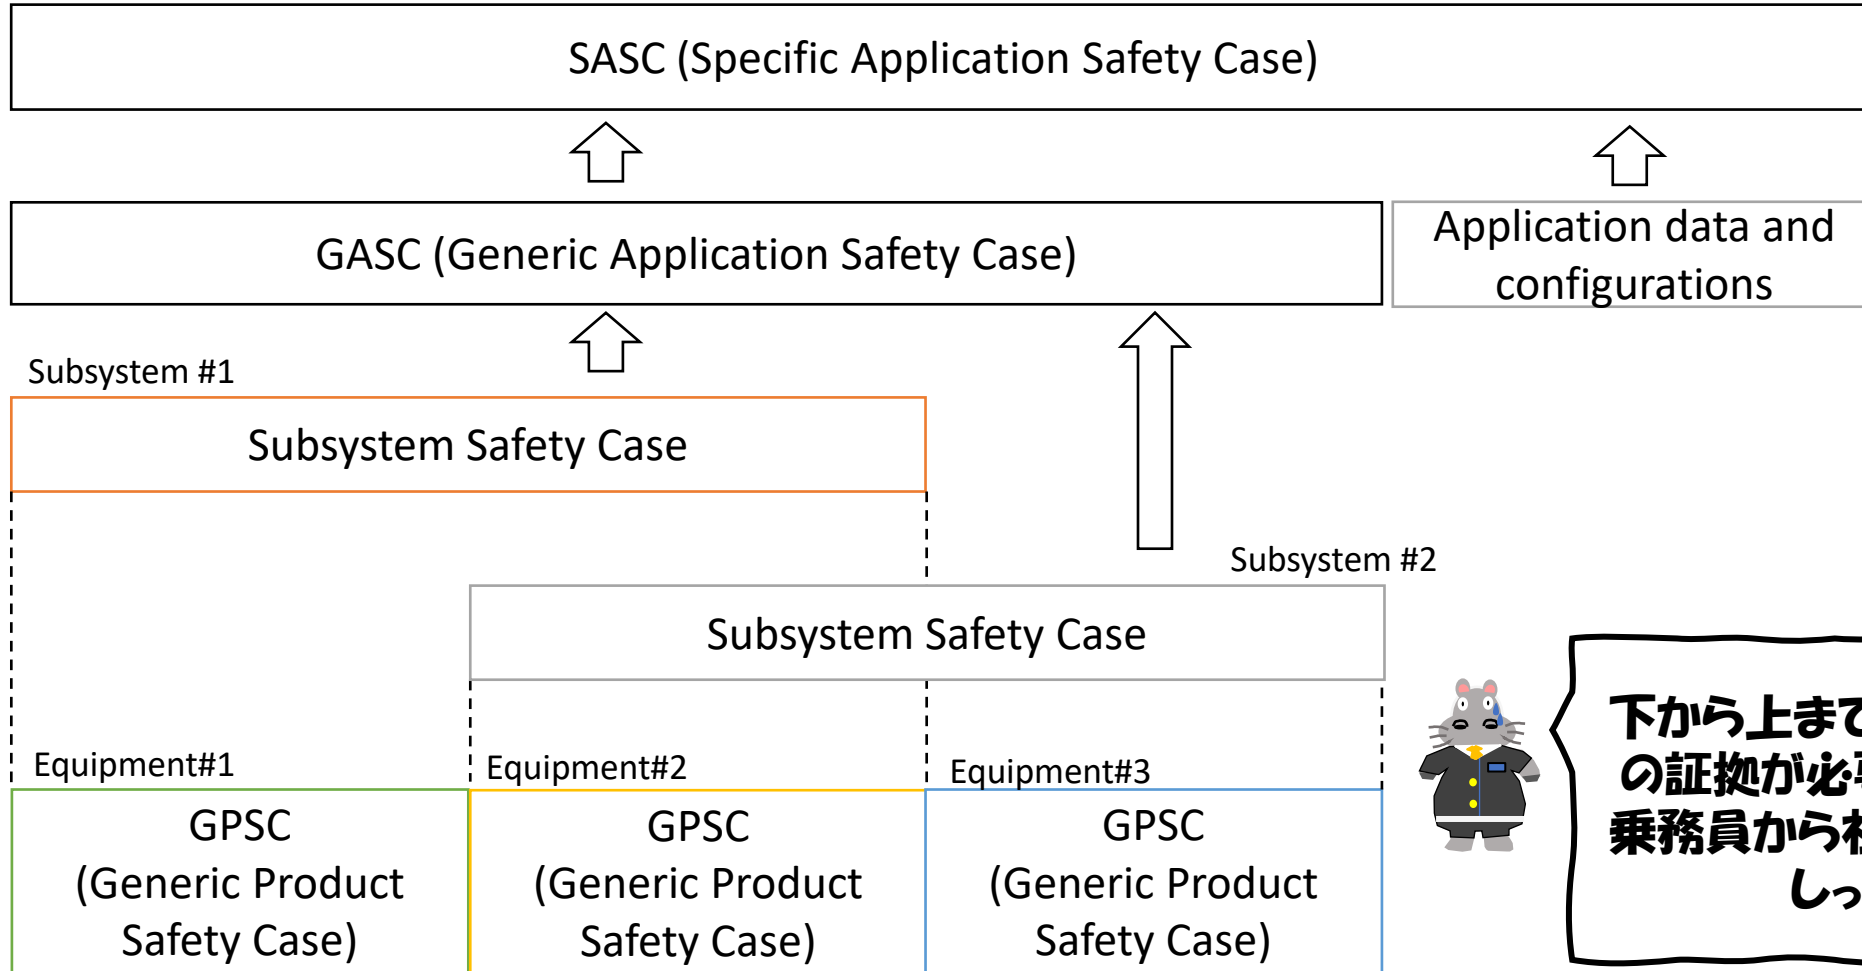 SASC (Specific Application Safety Case)
GASC (Generic Application Safety Case)
Application data and
configurations
Subsystem #1
Subsystem Safety Case
Subsystem #2
Subsystem Safety Case
Equipment#1
GPSC
(Generic Product
Safety Case)
Equipment#2
GPSC
(Generic Product
Safety Case)
Equipment#3
GPSC
(Generic Product
Safety Case)
下から上まで
の証拠が必要
乗務員から
しっ